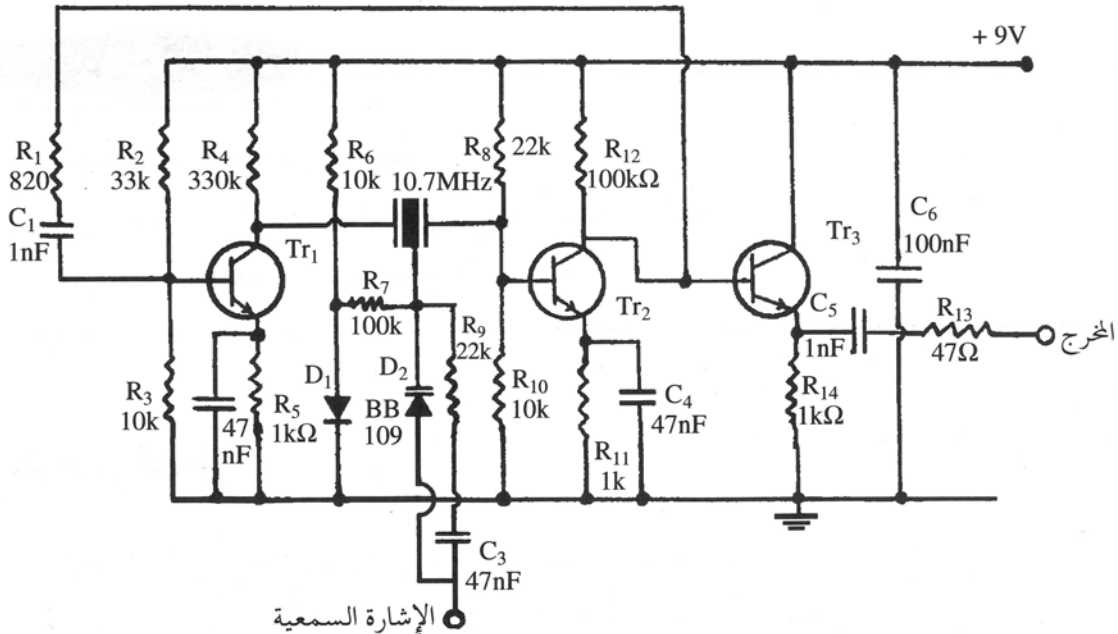 + 9V
R1
820
C1
1nF
R2
33k
R4
330k
R6
10k
10.7MHz
R8
22k
R12
100kΩ
C6
100nF
Tr1
Tr2
Tr3
R7
100k
R9
22k
C5
1nF
R13
47Ω
المخرج
R3
10k
47
nF
R5
1kΩ
D1
D2
BB
109
R10
10k
R11
1k
C4
47nF
R14
1kΩ
C3
47nF
الإشارة السمعية